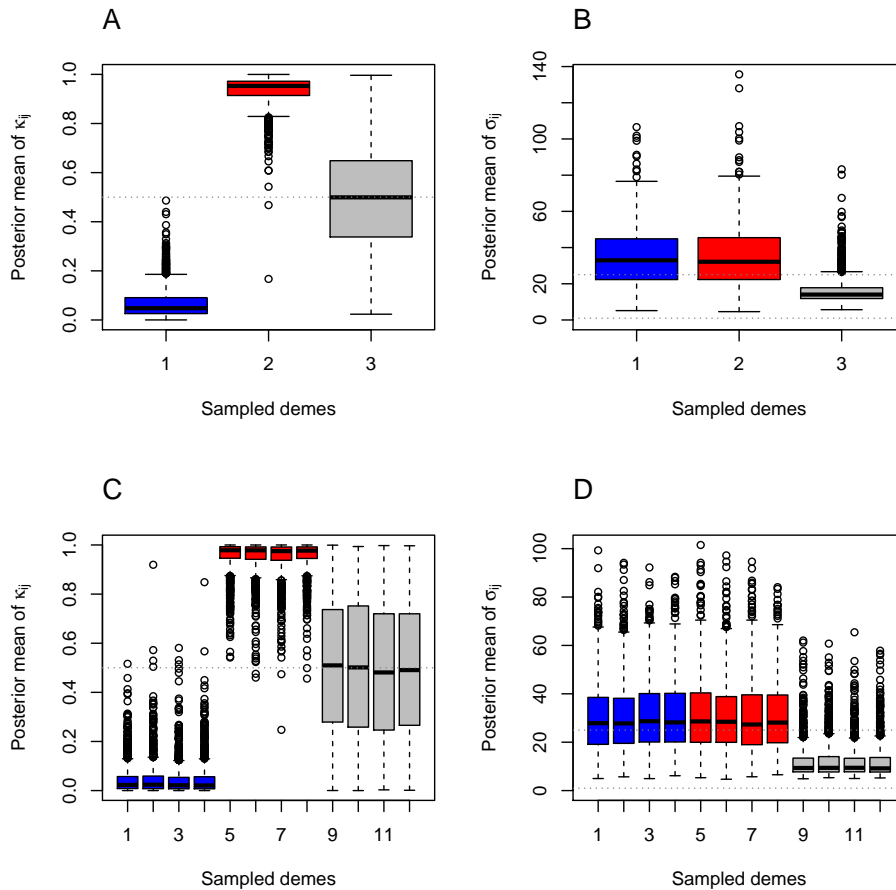 A
Posterior mean of κij
0.0 0.2 0.4 0.6 0.8 1.0
1 2 3
Sampled demes
B
Posterior mean of σij
0 20 60 100 140
1 2 3
Sampled demes
C
Posterior mean of κij
0.0 0.2 0.4 0.6 0.8 1.0
1 3 5 7 9 11
Sampled demes
D
Posterior mean of σij
0 20 40 60 80 100
1 3 5 7 9 11
Sampled demes